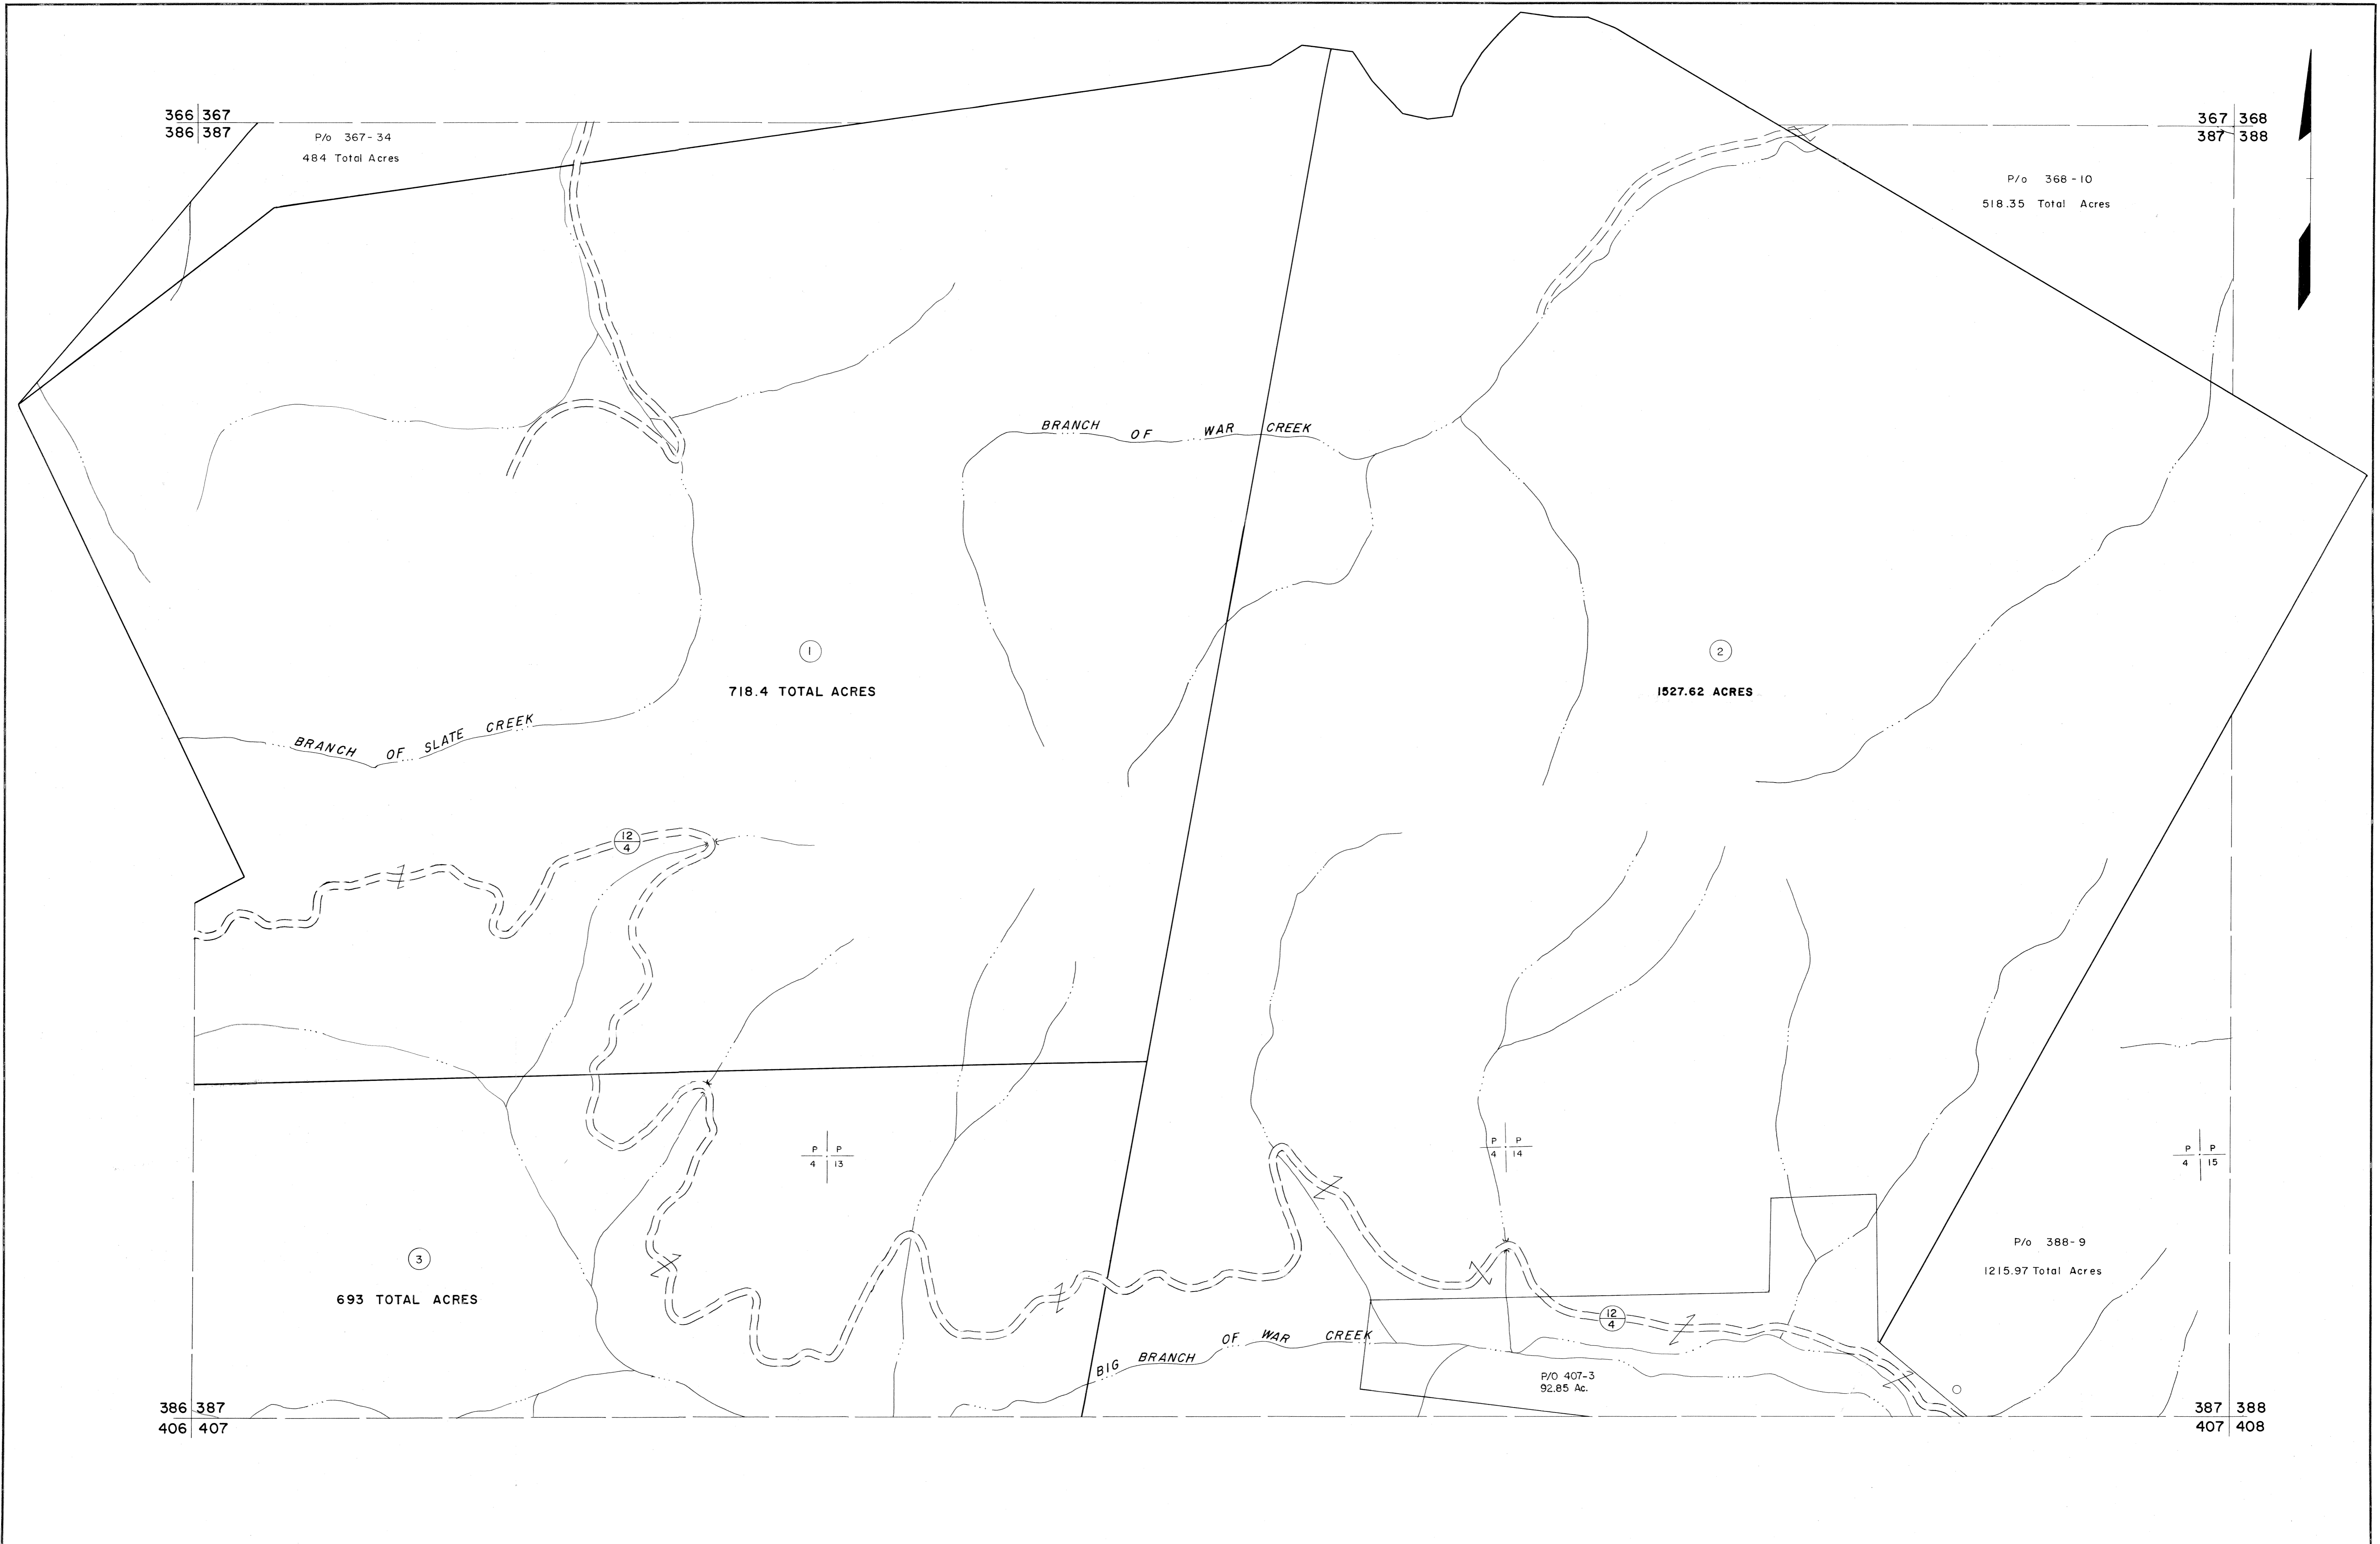 366 367
386 387
P/o 367-34
484 Total Acres
367 368
387 388
P/o 368-10
518.35 Total Acres
BRANCH OF WAR CREEK
1
718.4 TOTAL ACRES
2
1527.62 ACRES
BRANCH OF SLATE CREEK
12
4
P P
4 13
P P
4 14
P P
4 15
3
693 TOTAL ACRES
P/o 388-9
1215.97 Total Acres
12
4
BIG BRANCH OF WAR CREEK
P/O 407-3
92.85 Ac.
386 387
406 407
387 388
407 408